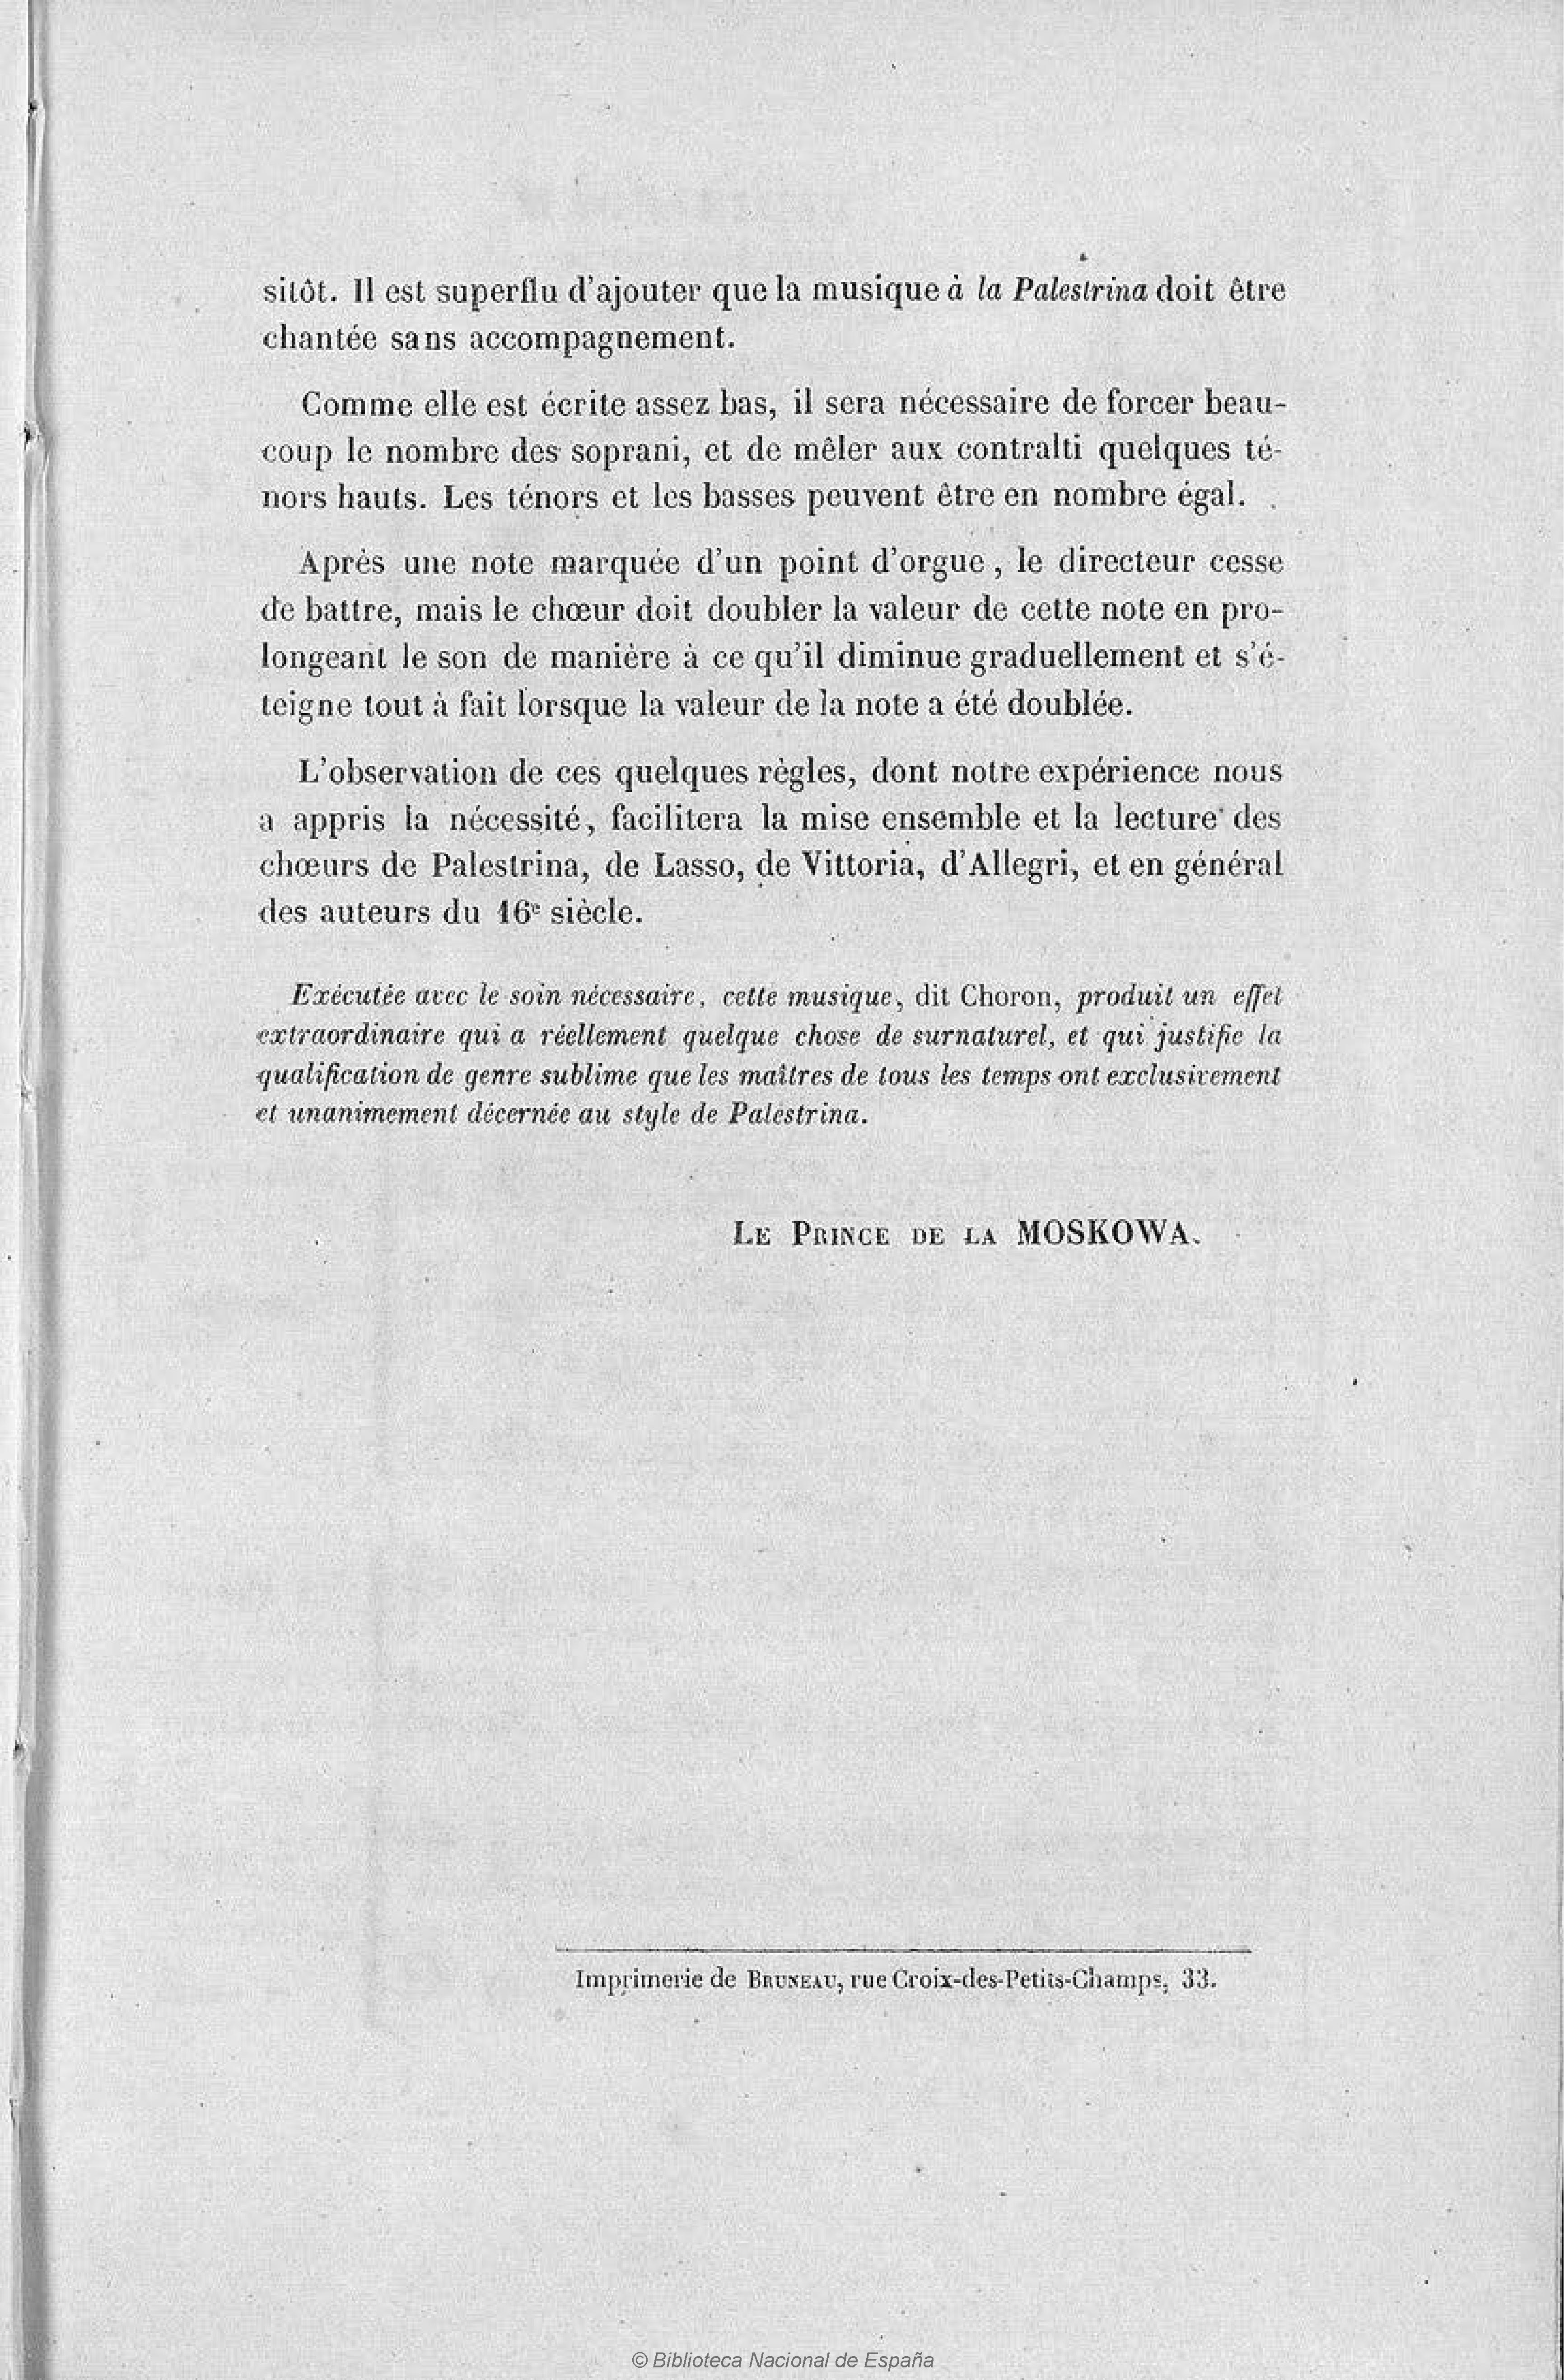 sitôt. Il est superflu d'ajouter que la musique à la Palestrina doit être
chantée sans accompagnement.
Comme elle est écrite assez bas, il sera nécessaire de forcer beau-
coup le nombre des soprani, et de mêler aux contralti quelques té-
nors hauts. Les ténors et les basses peuvent être en nombre égal.
Après une note marquée d'un point d'orgue, le directeur cesse
de battre, mais le chœur doit doubler la valeur de cette note en pro-
longeant le son de manière à ce qu'il diminue graduellement et s'é-
teigne tout à fait lorsque la valeur de la note a été doublée.
L'observation de ces quelques règles, dont notre expérience nous
a appris la nécessité, facilitera la mise ensemble et la lecture des
chœurs de Palestrina, de Lasso, de Vittoria, d'Allegri, et en général
des auteurs du 16e siècle.
Exécutée avec le soin nécessaire, cette musique, dit Choron, produit un effet
extraordinaire qui a réellement quelque chose de surnaturel, et qui justifie la
qualification de genre sublime que les maîtres de tous les temps ont exclusivement
et unanimement décernée au style de Palestrina.
LE PRINCE DE LA MOSKOWA.
Imprimerie de BRUNEAU, rue Croix-des-Petits-Champs, 33.
© Biblioteca Nacional de España